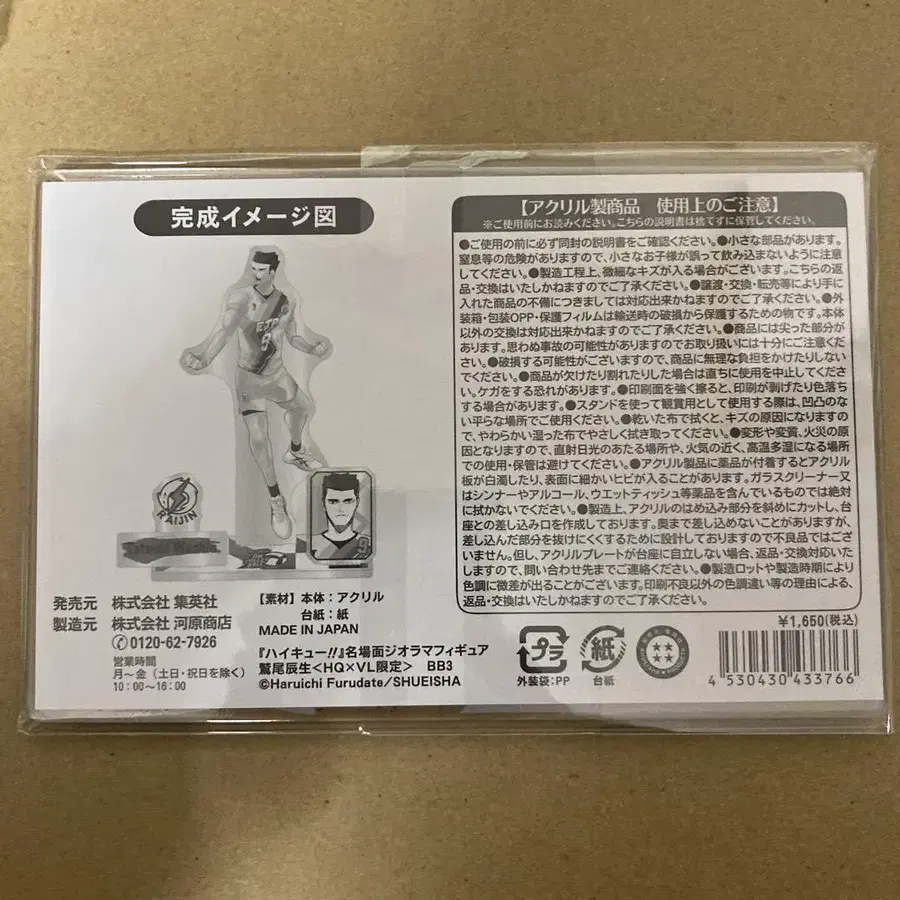 完成イメージ図
RAIJIN
9
9
発売元 株式会社 集英社
製造元 株式会社 河原商店
0120-62-7926
営業時間
月〜金（土日・祝日を除く）
10：00〜16：00
【素材】本体：アクリル
台紙：紙
MADE IN JAPAN
『ハイキュー!!』名場面ジオラマフィギュア
鷲尾辰生<HQ×VL限定> BB3
©Haruichi Furudate/SHUEISHA
【アクリル製商品 使用上のご注意】
※ご使用前にお読みください。こちらの説明書は捨てずに保管してください。
●ご使用の前に必ず同封の説明書をご確認ください。●小さな部品があります。
窒息等の危険がありますので、小さなお子様が誤って飲み込まないように注意
してください。●製造工程上、微細なキズが入る場合がございます。こちらの返
品・交換はいたしかねますのでご了承ください。●譲渡・交換・転売等により手に
入れた商品の不備につきましては対応出来かねますのでご了承ください。●外
装箱・包装OPP・保護フィルムは輸送時の破損から保護するための物です。本体
以外の交換は対応出来かねますのでご了承ください。●商品には尖った部分が
あります。思わぬ事故の可能性がありますのでお取り扱いには十分にご注意くだ
さい。●破損する可能性がございますので、商品に無理な負担をかけたりしない
でください。●商品が欠けたり割れたりした場合は直ちに使用を中止してください。
ケガをする恐れがあります。●印刷面を強く擦ると、印刷が剥げたり色落ち
する場合があります。●スタンドを使って観賞用として使用する際は、凹凸のな
い平らな場所でご使用ください。●乾いた布で拭くと、キズの原因になりますの
で、やわらかい湿った布でやさしく拭き取ってください。●変形や変質、火災の原
因となりますので、直射日光のあたる場所や、火気の近く、高温多湿になる場所
での使用・保管は避けてください。●アクリル製品に薬品が付着するとアクリル
板が白濁したり、表面に細かいヒビが入ることがあります。ガラスクリーナー又
はシンナーやアルコール、ウエットティッシュ等薬品を含んでいるものでは絶対
に拭かないでください。●製造上、アクリルのはめ込み部分を斜めにカットし、台
座との差し込み口を作成しております。奥まで差し込めないことがありますが、
差し込んだ部分を抜けにくくするために設計しておりますので不良品ではござ
いません。但し、アクリルプレートが台座に自立しない場合、返品・交換対応いた
しますので、問い合わせ先までご連絡ください。●製造ロットや製造時期により
色調に微差が出ることがございます。印刷不良以外の色調違い等の理由による、
返品・交換はいたしかねますのでご了承ください。
¥1,650(税込)
プラ
外装袋：PP
紙
台紙
4 530430 433766